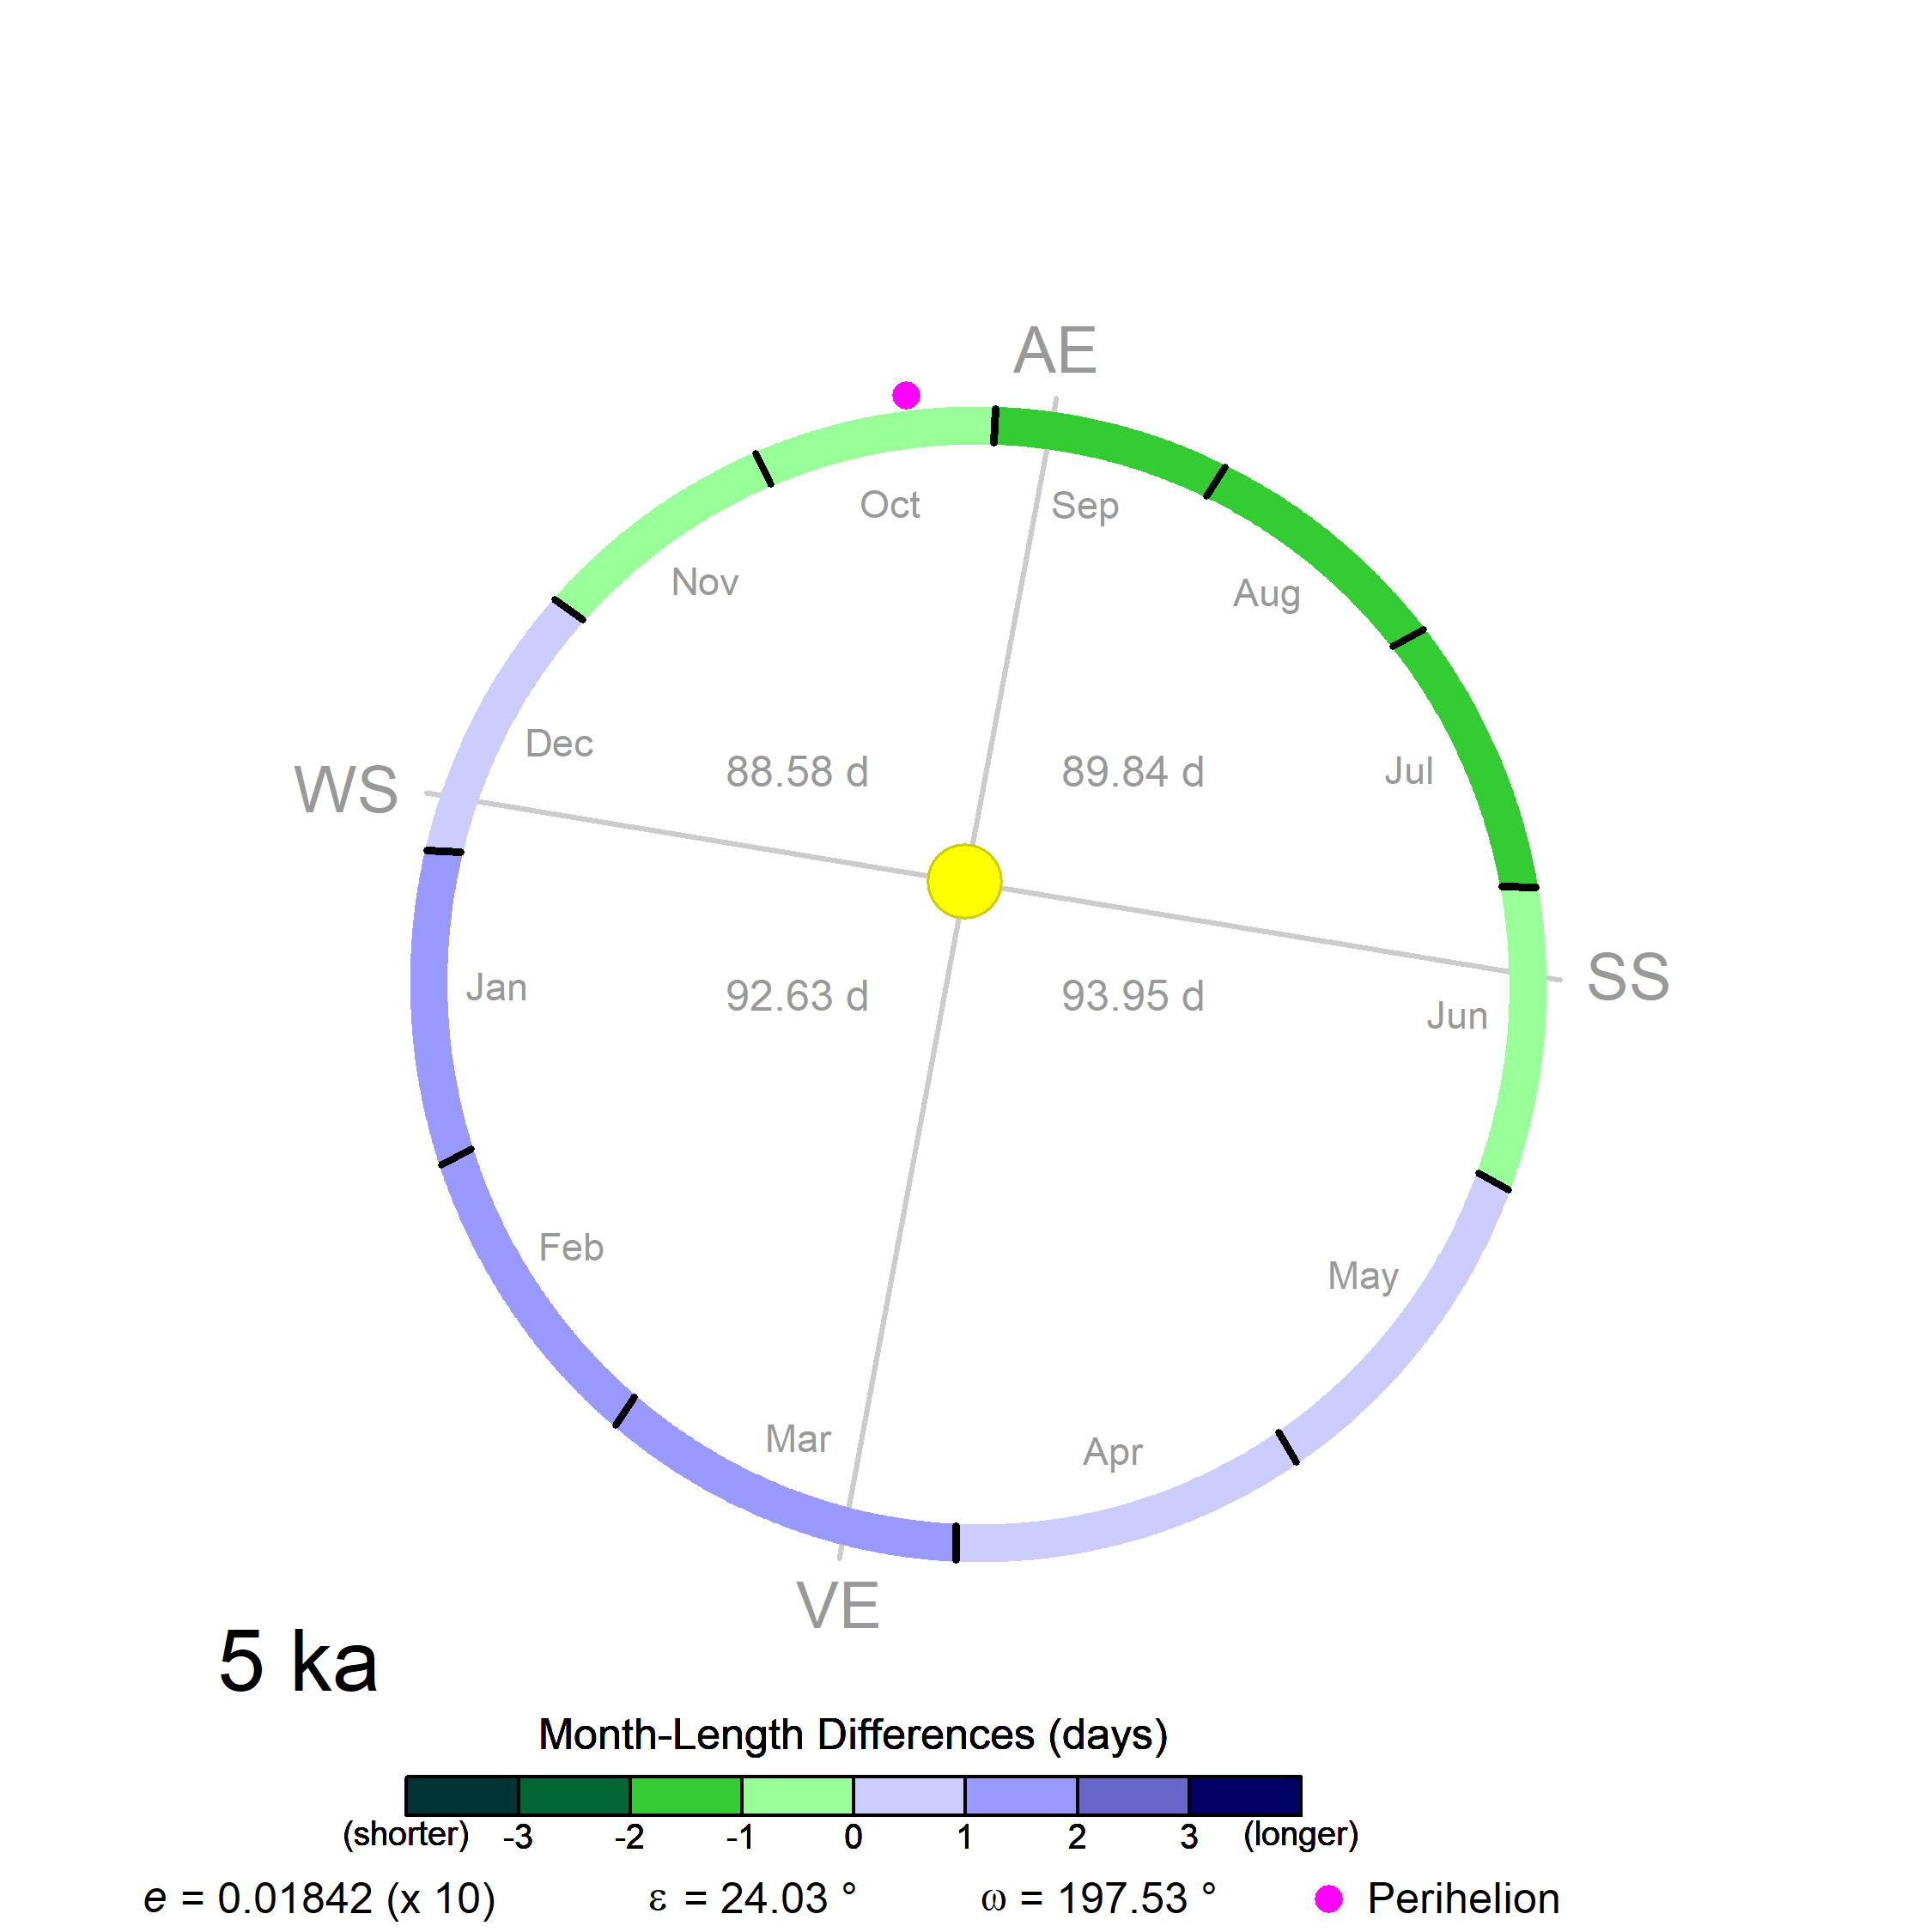 AE
Oct
Sep
Nov
Aug
Dec
88.58 d
89.84 d
Jul
WS
SS
Jan
92.63 d
93.95 d
Jun
Feb
May
Mar
Apr
VE
5 ka
Month-Length Differences (days)
(shorter) -3 -2 -1 0 1 2 3 (longer)
e = 0.01842 (x 10) ε = 24.03 ° ω = 197.53 ° Perihelion